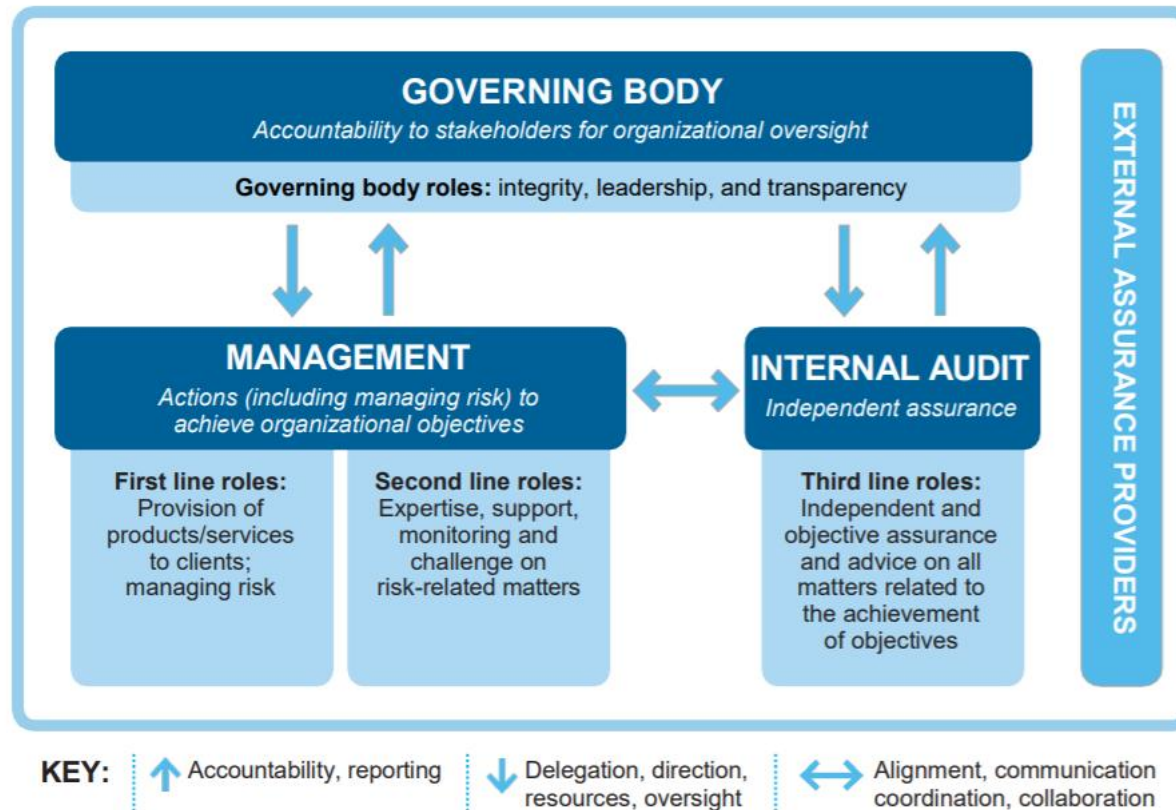 GOVERNING BODY
Accountability to stakeholders for organizational oversight
Governing body roles: integrity, leadership, and transparency
MANAGEMENT
Actions (including managing risk) to
achieve organizational objectives
First line roles:
Provision of
products/services
to clients;
managing risk
Second line roles:
Expertise, support,
monitoring and
challenge on
risk-related matters
INTERNAL AUDIT
Independent assurance
Third line roles:
Independent and
objective assurance
and advice on all
matters related to
the achievement
of objectives
EXTERNAL ASSURANCE PROVIDERS
KEY:
Accountability, reporting
Delegation, direction,
resources, oversight
Alignment, communication
coordination, collaboration